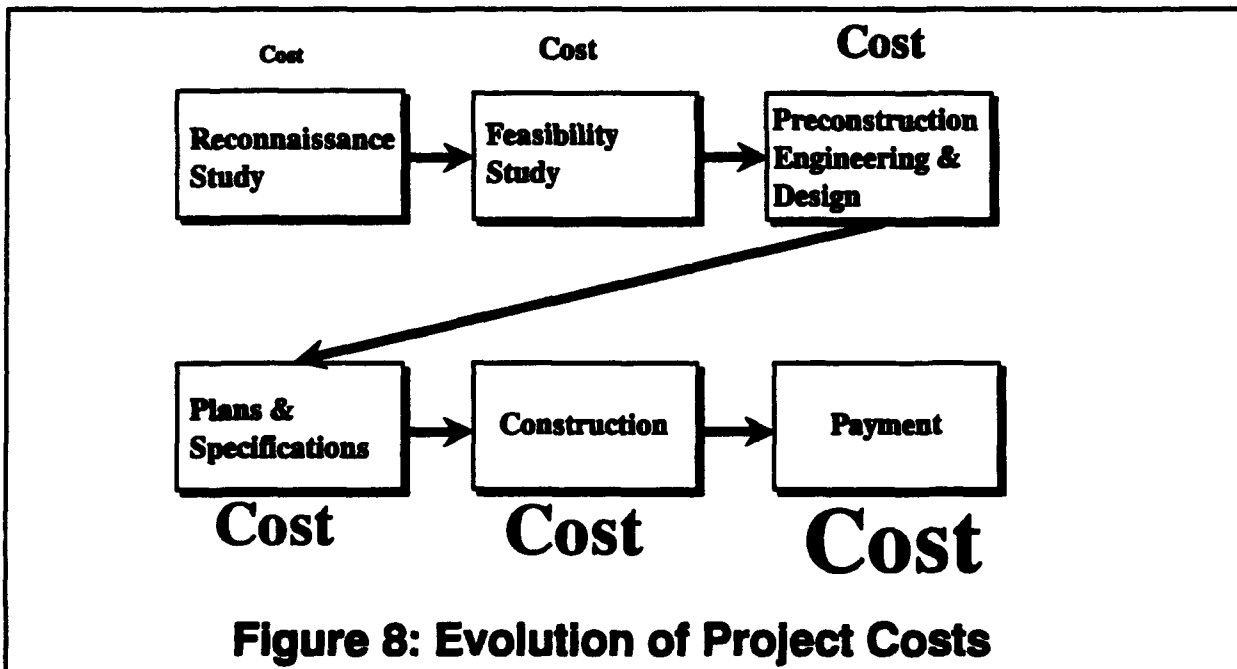 Cost
Cost
Cost
Reconnaissance
Study
Feasibility
Study
Preconstruction
Engineering &
Design
Plans &
Specifications
Construction
Payment
Cost
Cost
Cost
Figure 8: Evolution of Project Costs